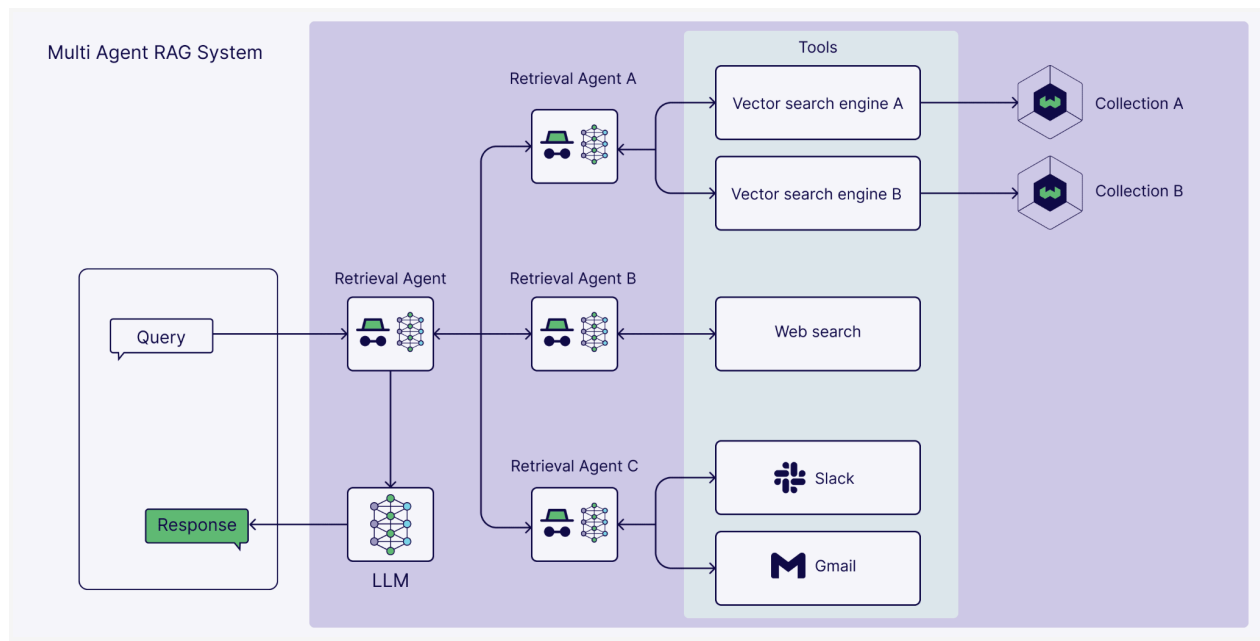 Multi Agent RAG System
Tools
Retrieval Agent A
Vector search engine A
Collection A
Vector search engine B
Collection B
Retrieval Agent
Retrieval Agent B
Query
Web search
Retrieval Agent C
Slack
Response
Gmail
LLM